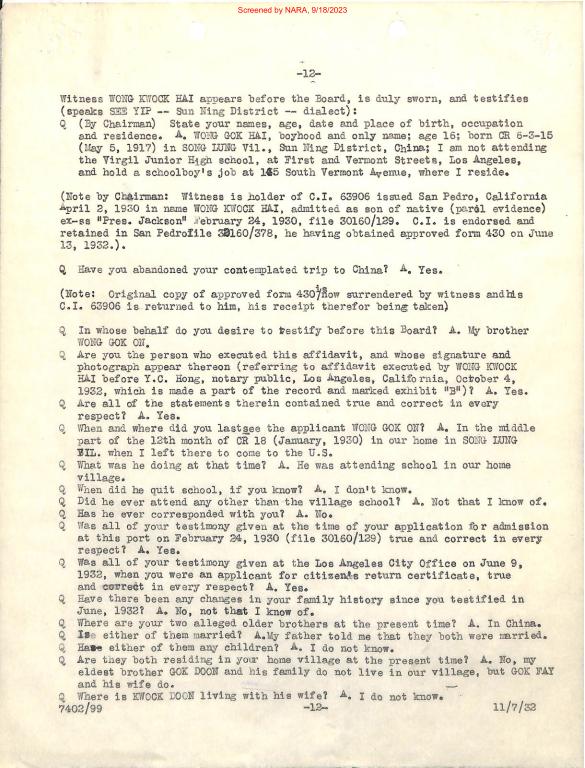 Screened by NARA, 9/18/2023
-12-
Witness WONG KWOCK HAI appears before the Board, is duly sworn, and testifies
(speaks SEE YIP -- Sun Ning District -- dialect):
Q (By Chairman) State your names, age, date and place of birth, occupation
and residence. A. WONG GOK HAI, boyhood and only name; age 16; born CR 6-3-15
(May 5, 1917) in SONG LUNG Vil., Sun Ning District, China; I am not attending
the Virgil Junior High school, at First and Vermont Streets, Los Angeles,
and hold a schoolboy's job at 145 South Vermont Avenue, where I reside.
(Note by Chairman: Witness is holder of C.I. 63906 issued San Pedro, California
April 2, 1930 in name WONG KWOCK HAI, admitted as son of native (parol evidence)
ex-ss "Pres. Jackson" February 24, 1930, file 30160/129. C.I. is endorsed and
retained in San Pedro file 30160/378, he having obtained approved form 430 on June
13, 1932.).
Q Have you abandoned your contemplated trip to China? A. Yes.
(Note: Original copy of approved form 430 is now surrendered by witness and his
C.I. 63906 is returned to him, his receipt therefor being taken)
Q In whose behalf do you desire to testify before this Board? A. My brother
WONG GOK ON.
Q Are you the person who executed this affidavit, and whose signature and
photograph appear thereon (referring to affidavit executed by WONG KWOCK
HAI before Y.C. Hong, notary public, Los Angeles, California, October 4,
1932, which is made a part of the record and marked exhibit "B")? A. Yes.
Q Are all of the statements therein contained true and correct in every
respect? A. Yes.
Q When and where did you last see the applicant WONG GOK ON? A. In the middle
part of the 12th month of CR 18 (January, 1930) in our home in SONG LUNG
VIL. when I left there to come to the U.S.
Q What was he doing at that time? A. He was attending school in our home
village.
Q When did he quit school, if you know? A. I don't know.
Q Did he ever attend any other than the village school? A. Not that I know of.
Q Has he ever corresponded with you? A. No.
Q Was all of your testimony given at the time of your application for admission
at this port on February 24, 1930 (file 30160/129) true and correct in every
respect? A. Yes.
Q Was all of your testimony given at the Los Angeles City Office on June 9,
1932, when you were an applicant for citizens return certificate, true
and correct in every respect? A. Yes.
Q Have there been any changes in your family history since you testified in
June, 1932? A. No, not that I know of.
Q Where are your two alleged older brothers at the present time? A. In China.
Q Is either of them married? A.My father told me that they both were married.
Q Has either of them any children? A. I do not know.
Q Are they both residing in your home village at the present time? A. No, my
eldest brother GOK DOON and his family do not live in our village, but GOK FAY
and his wife do.
Q Where is KWOCK DOON living with his wife? A. I do not know.
7402/99 -12- 11/7/32